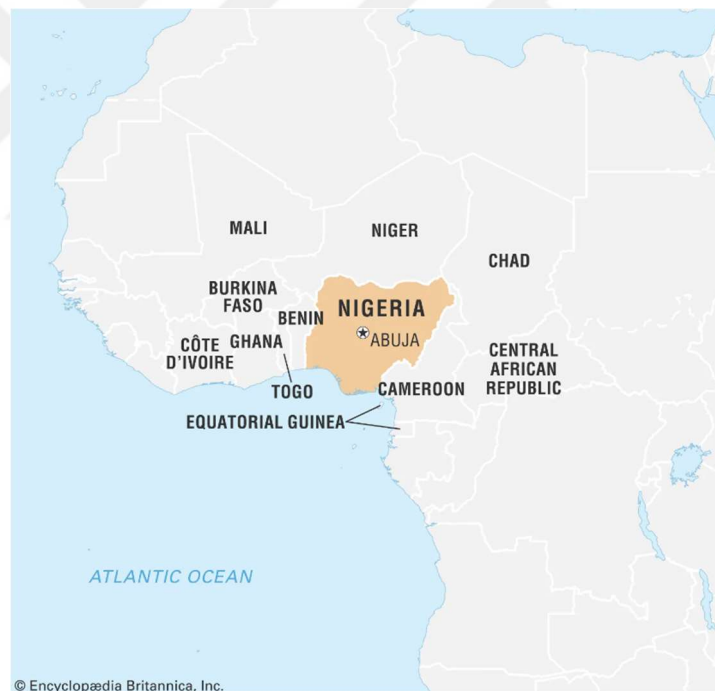 MALI
NIGER
CHAD
BURKINA
FASO
BENIN
NIGERIA
ABUJA
CÔTE
D'IVOIRE
GHANA
TOGO
CAMEROON
CENTRAL
AFRICAN
REPUBLIC
EQUATORIAL GUINEA
ATLANTIC OCEAN
© Encyclopædia Britannica, Inc.